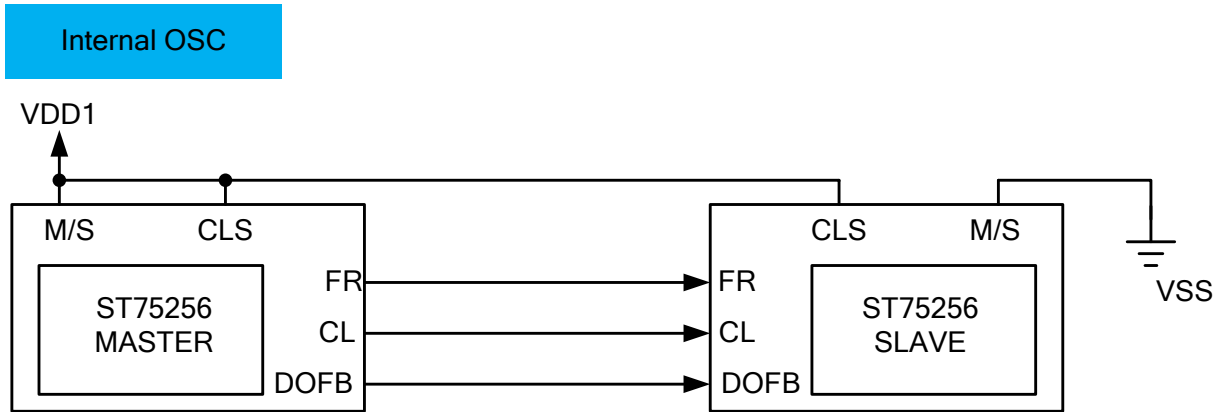 Internal OSC
VDD1
M/S CLS
CLS M/S
FR
FR
VSS
ST75256
MASTER
CL
CL
ST75256
SLAVE
DOFB
DOFB